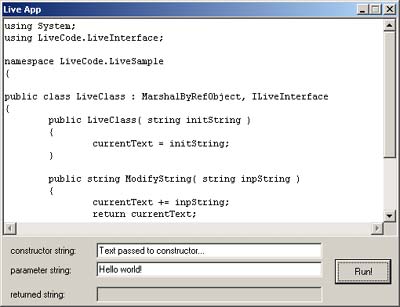 Live App
using System;
using LiveCode.LiveInterface;
namespace LiveCode.LiveSample
{
public class LiveClass : MarshalByRefObject, ILiveInterface
{
public LiveClass( string initString )
{
currentText = initString;
}
public string ModifyString( string inpString )
{
currentText += inpString;
return currentText;
constructor string: Text passed to constructor...
parameter string: Hello world!
Run!
returned string: